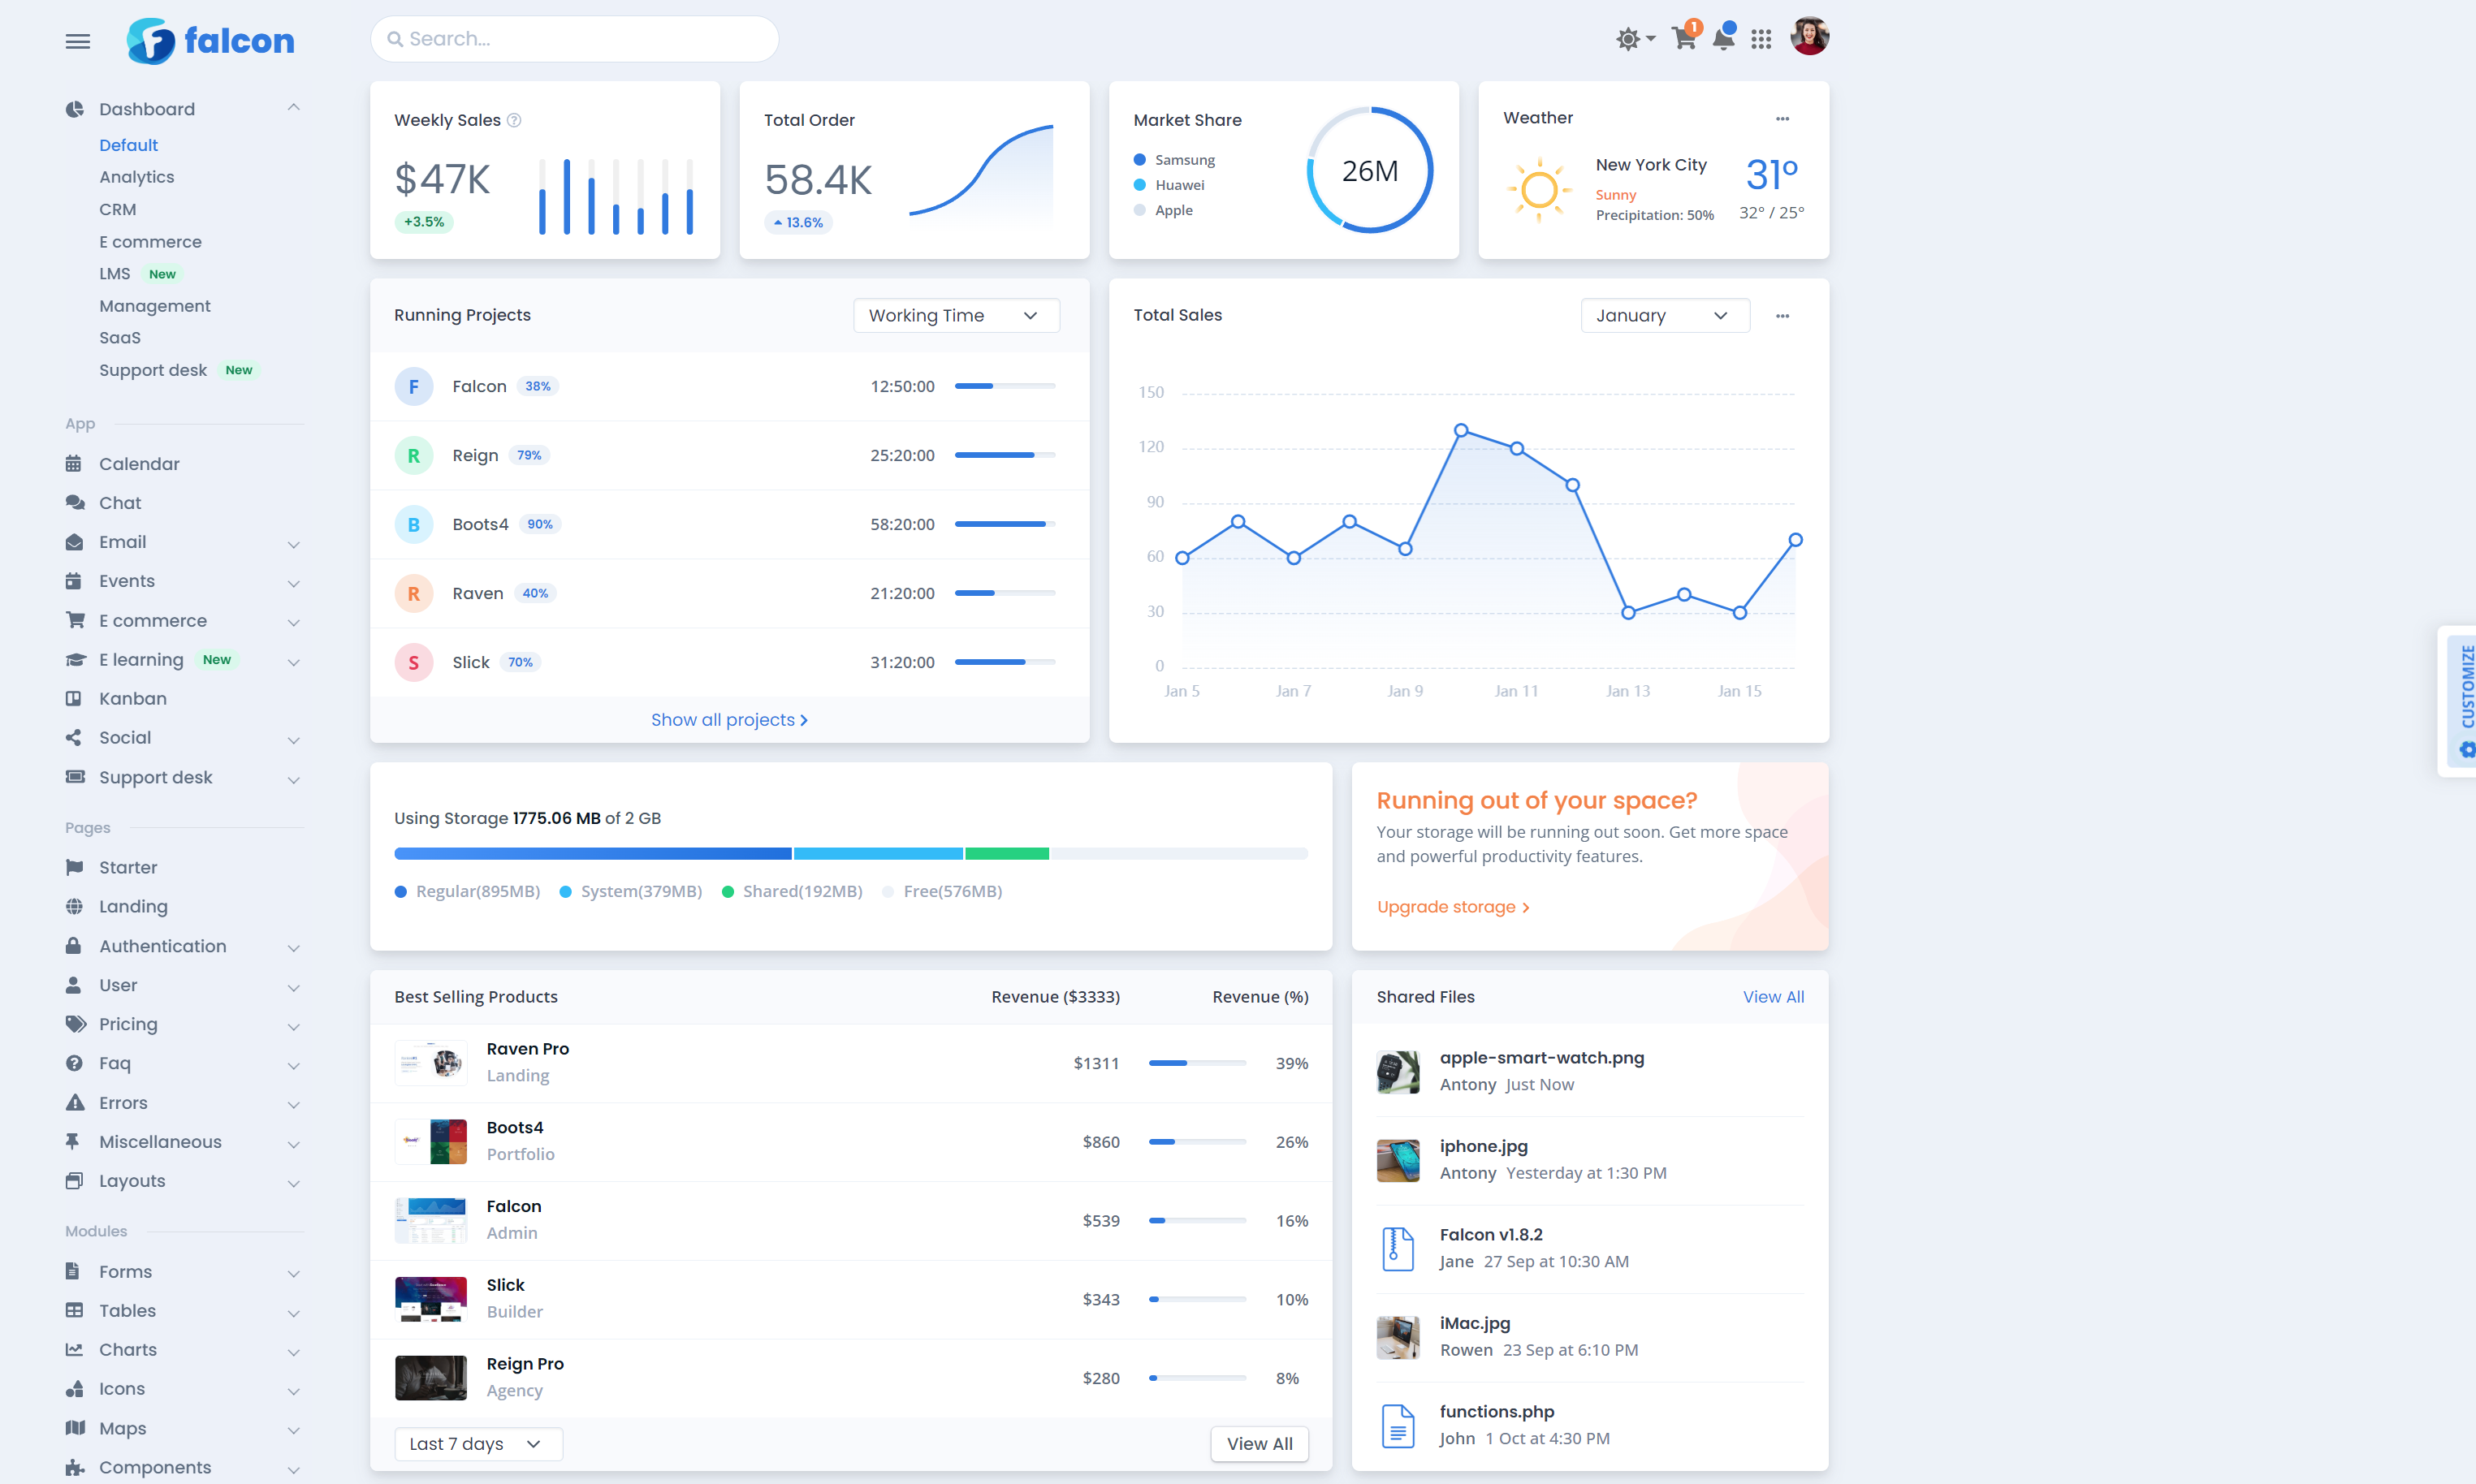 falcon
Search...
1
Dashboard
Default
Analytics
CRM
E commerce
LMS New
Management
SaaS
Support desk New
App
Calendar
Chat
Email
Events
E commerce
E learning New
Kanban
Social
Support desk
Pages
Starter
Landing
Authentication
User
Pricing
Faq
Errors
Miscellaneous
Layouts
Modules
Forms
Tables
Charts
Icons
Maps
Components
Weekly Sales
$47K
+3.5%
Total Order
58.4K
13.6%
Market Share
Samsung
Huawei
Apple
26M
Weather
New York City
Sunny
Precipitation: 50%
31°
32° / 25°
Running Projects
Working Time
F Falcon 38% 12:50:00
R Reign 79% 25:20:00
B Boots4 90% 58:20:00
R Raven 40% 21:20:00
S Slick 70% 31:20:00
Show all projects
Total Sales
January
150
120
90
60
30
0
Jan 5 Jan 7 Jan 9 Jan 11 Jan 13 Jan 15
Using Storage 1775.06 MB of 2 GB
Regular(895MB) System(379MB) Shared(192MB) Free(576MB)
Running out of your space?
Your storage will be running out soon. Get more space
and powerful productivity features.
Upgrade storage
Best Selling Products Revenue ($3333) Revenue (%)
Raven Pro
Landing
$1311 39%
Boots4
Portfolio
$860 26%
Falcon
Admin
$539 16%
Slick
Builder
$343 10%
Reign Pro
Agency
$280 8%
Last 7 days
View All
Shared Files
View All
apple-smart-watch.png
Antony Just Now
iphone.jpg
Antony Yesterday at 1:30 PM
Falcon v1.8.2
Jane 27 Sep at 10:30 AM
iMac.jpg
Rowen 23 Sep at 6:10 PM
functions.php
John 1 Oct at 4:30 PM
CUSTOMIZE